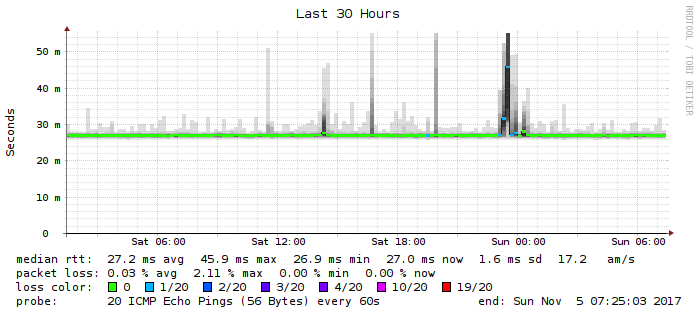 Last 30 Hours
RRDTOOL / TOBI OETIKER
Seconds
50 m
40 m
30 m
20 m
10 m
0
Sat 06:00 Sat 12:00 Sat 18:00 Sun 00:00 Sun 06:00
median rtt: 27.2 ms avg 45.9 ms max 26.9 ms min 27.0 ms now 1.6 ms sd 17.2 am/s
packet loss: 0.03 % avg 2.11 % max 0.00 % min 0.00 % now
loss color: 0 1/20 2/20 3/20 4/20 10/20 19/20
probe: 20 ICMP Echo Pings (56 Bytes) every 60s end: Sun Nov 5 07:25:03 2017